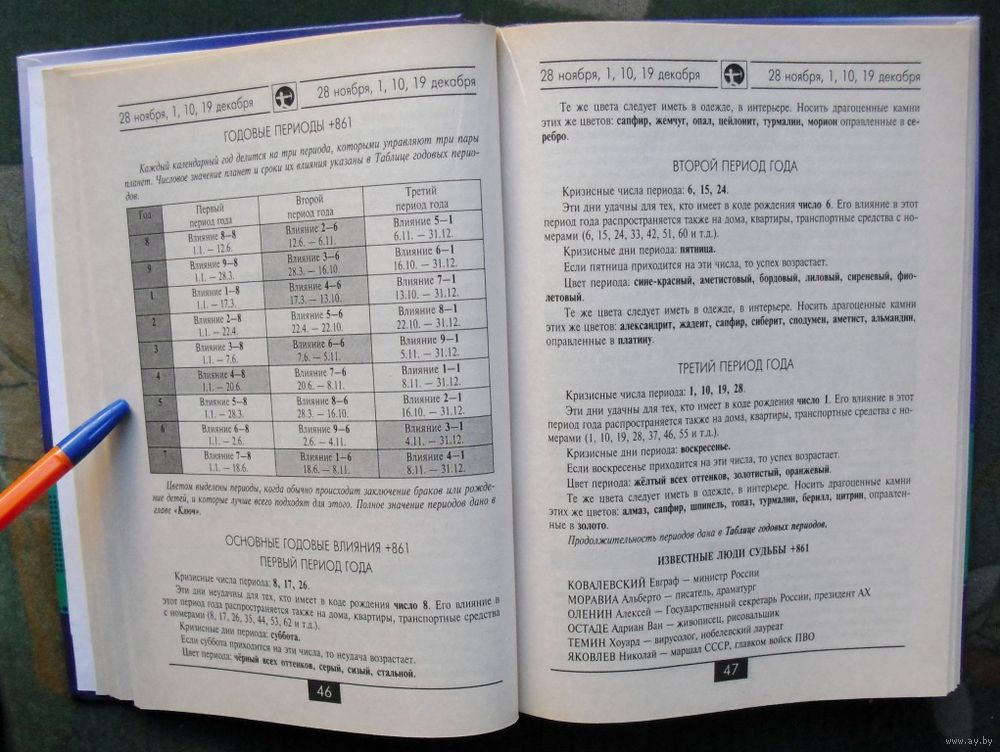 28 ноября, 1, 10, 19 декабря 28 ноября, 1, 10, 19 декабря
ГОДОВЫЕ ПЕРИОДЫ +861
Каждый календарный год делится на три периода, которыми управляют три пары
планет. Числовое значение планет и сроки их влияния указаны в Таблице годовых перио-
дов.
Год Первый период года Второй период года Третий период года
8 Влияние 8–8 1.1. – 12.6. Влияние 2–6 12.6. – 6.11. Влияние 5–1 6.11. – 31.12.
9 Влияние 9–8 1.1. – 28.3. Влияние 3–6 28.3. – 16.10. Влияние 6–1 16.10. – 31.12.
1 Влияние 1–8 1.1. – 17.3. Влияние 4–6 17.3. – 13.10. Влияние 7–1 13.10. – 31.12.
2 Влияние 2–8 1.1. – 22.4. Влияние 5–6 22.4. – 22.10. Влияние 8–1 22.10. – 31.12.
3 Влияние 3–8 1.1. – 7.6. Влияние 6–6 7.6. – 5.11. Влияние 9–1 5.11. – 31.12.
4 Влияние 4–8 1.1. – 20.6. Влияние 7–6 20.6. – 8.11. Влияние 1–1 8.11. – 31.12.
5 Влияние 5–8 1.1. – 28.3. Влияние 8–6 28.3. – 16.10. Влияние 2–1 16.10. – 31.12.
6 Влияние 6–8 1.1. – 2.6. Влияние 9–6 2.6. – 4.11. Влияние 3–1 4.11. – 31.12.
7 Влияние 7–8 1.1. – 18.6. Влияние 1–6 18.6. – 8.11. Влияние 4–1 8.11. – 31.12.
Цветом выделены периоды, когда обычно происходит заключение браков или рожде-
ние детей, и которые лучше всего подходят для этого. Полное значение периодов дано в
главе «Ключ».
ОСНОВНЫЕ ГОДОВЫЕ ВЛИЯНИЯ +861
ПЕРВЫЙ ПЕРИОД ГОДА
Кризисные числа периода: 8, 17, 26.
Эти дни неудачны для тех, кто имеет в коде рождения число 8. Его влияние в
этот период года распространяется также на дома, квартиры, транспортные средства
с номерами (8, 17, 26, 35, 44, 53, 62 и т.д.).
Кризисные дни периода: суббота.
Если суббота приходится на эти числа, то неудача возрастает.
Цвет периода: чёрный всех оттенков, серый, сизый, стальной.
46
28 ноября, 1, 10, 19 декабря 28 ноября, 1, 10, 19 декабря
Те же цвета следует иметь в одежде, в интерьере. Носить драгоценные камни
этих же цветов: сапфир, жемчуг, опал, цейлонит, турмалин, морион оправленные в се-
ребро.
ВТОРОЙ ПЕРИОД ГОДА
Кризисные числа периода: 6, 15, 24.
Эти дни удачны для тех, кто имеет в коде рождения число 6. Его влияние в этот
период года распространяется также на дома, квартиры, транспортные средства с но-
мерами (6, 15, 24, 33, 42, 51, 60 и т.д.).
Кризисные дни периода: пятница.
Если пятница приходится на эти числа, то успех возрастает.
Цвет периода: сине-красный, аметистовый, бордовый, лиловый, сиреневый, фио-
летовый.
Те же цвета следует иметь в одежде, в интерьере. Носить драгоценные камни
этих же цветов: александрит, жадеит, сапфир, сиберит, сподумен, аметист, альмандин,
оправленные в платину.
ТРЕТИЙ ПЕРИОД ГОДА
Кризисные числа периода: 1, 10, 19, 28.
Эти дни удачны для тех, кто имеет в коде рождения число 1. Его влияние в этот
период года распространяется также на дома, квартиры, транспортные средства с но-
мерами (1, 10, 19, 28, 37, 46, 55 и т.д.).
Кризисные дни периода: воскресенье.
Если воскресенье приходится на эти числа, то успех возрастает.
Цвет периода: жёлтый всех оттенков, золотистый, оранжевый.
Те же цвета следует иметь в одежде, в интерьере. Носить драгоценные камни
этих же цветов: алмаз, сапфир, шпинель, топаз, турмалин, берилл, цитрин, оправлен-
ные в золото.
Продолжительность периодов дана в Таблице годовых периодов.
ИЗВЕСТНЫЕ ЛЮДИ СУДЬБЫ +861
КОВАЛЕВСКИЙ Евграф – министр России
МОРАВИА Альберто – писатель, драматург
ОЛЕНИН Алексей – Государственный секретарь России, президент АХ
ОСТАДЕ Адриан Ван – живописец, рисовальщик
ТЕМИН Хоуард – вирусолог, нобелевский лауреат
ЯКОВЛЕВ Николай – маршал СССР, главком войск ПВО
47
www.ay.by